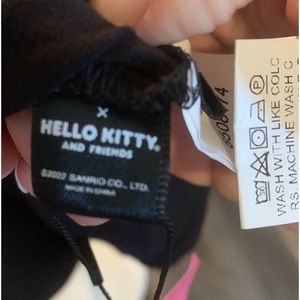 x
HELLO KITTY®
AND FRIENDS
©2022 SANRIO CO., LTD.
MADE IN CHINA
WASH WITH LIKE COLO
RS. MACHINE WASH C